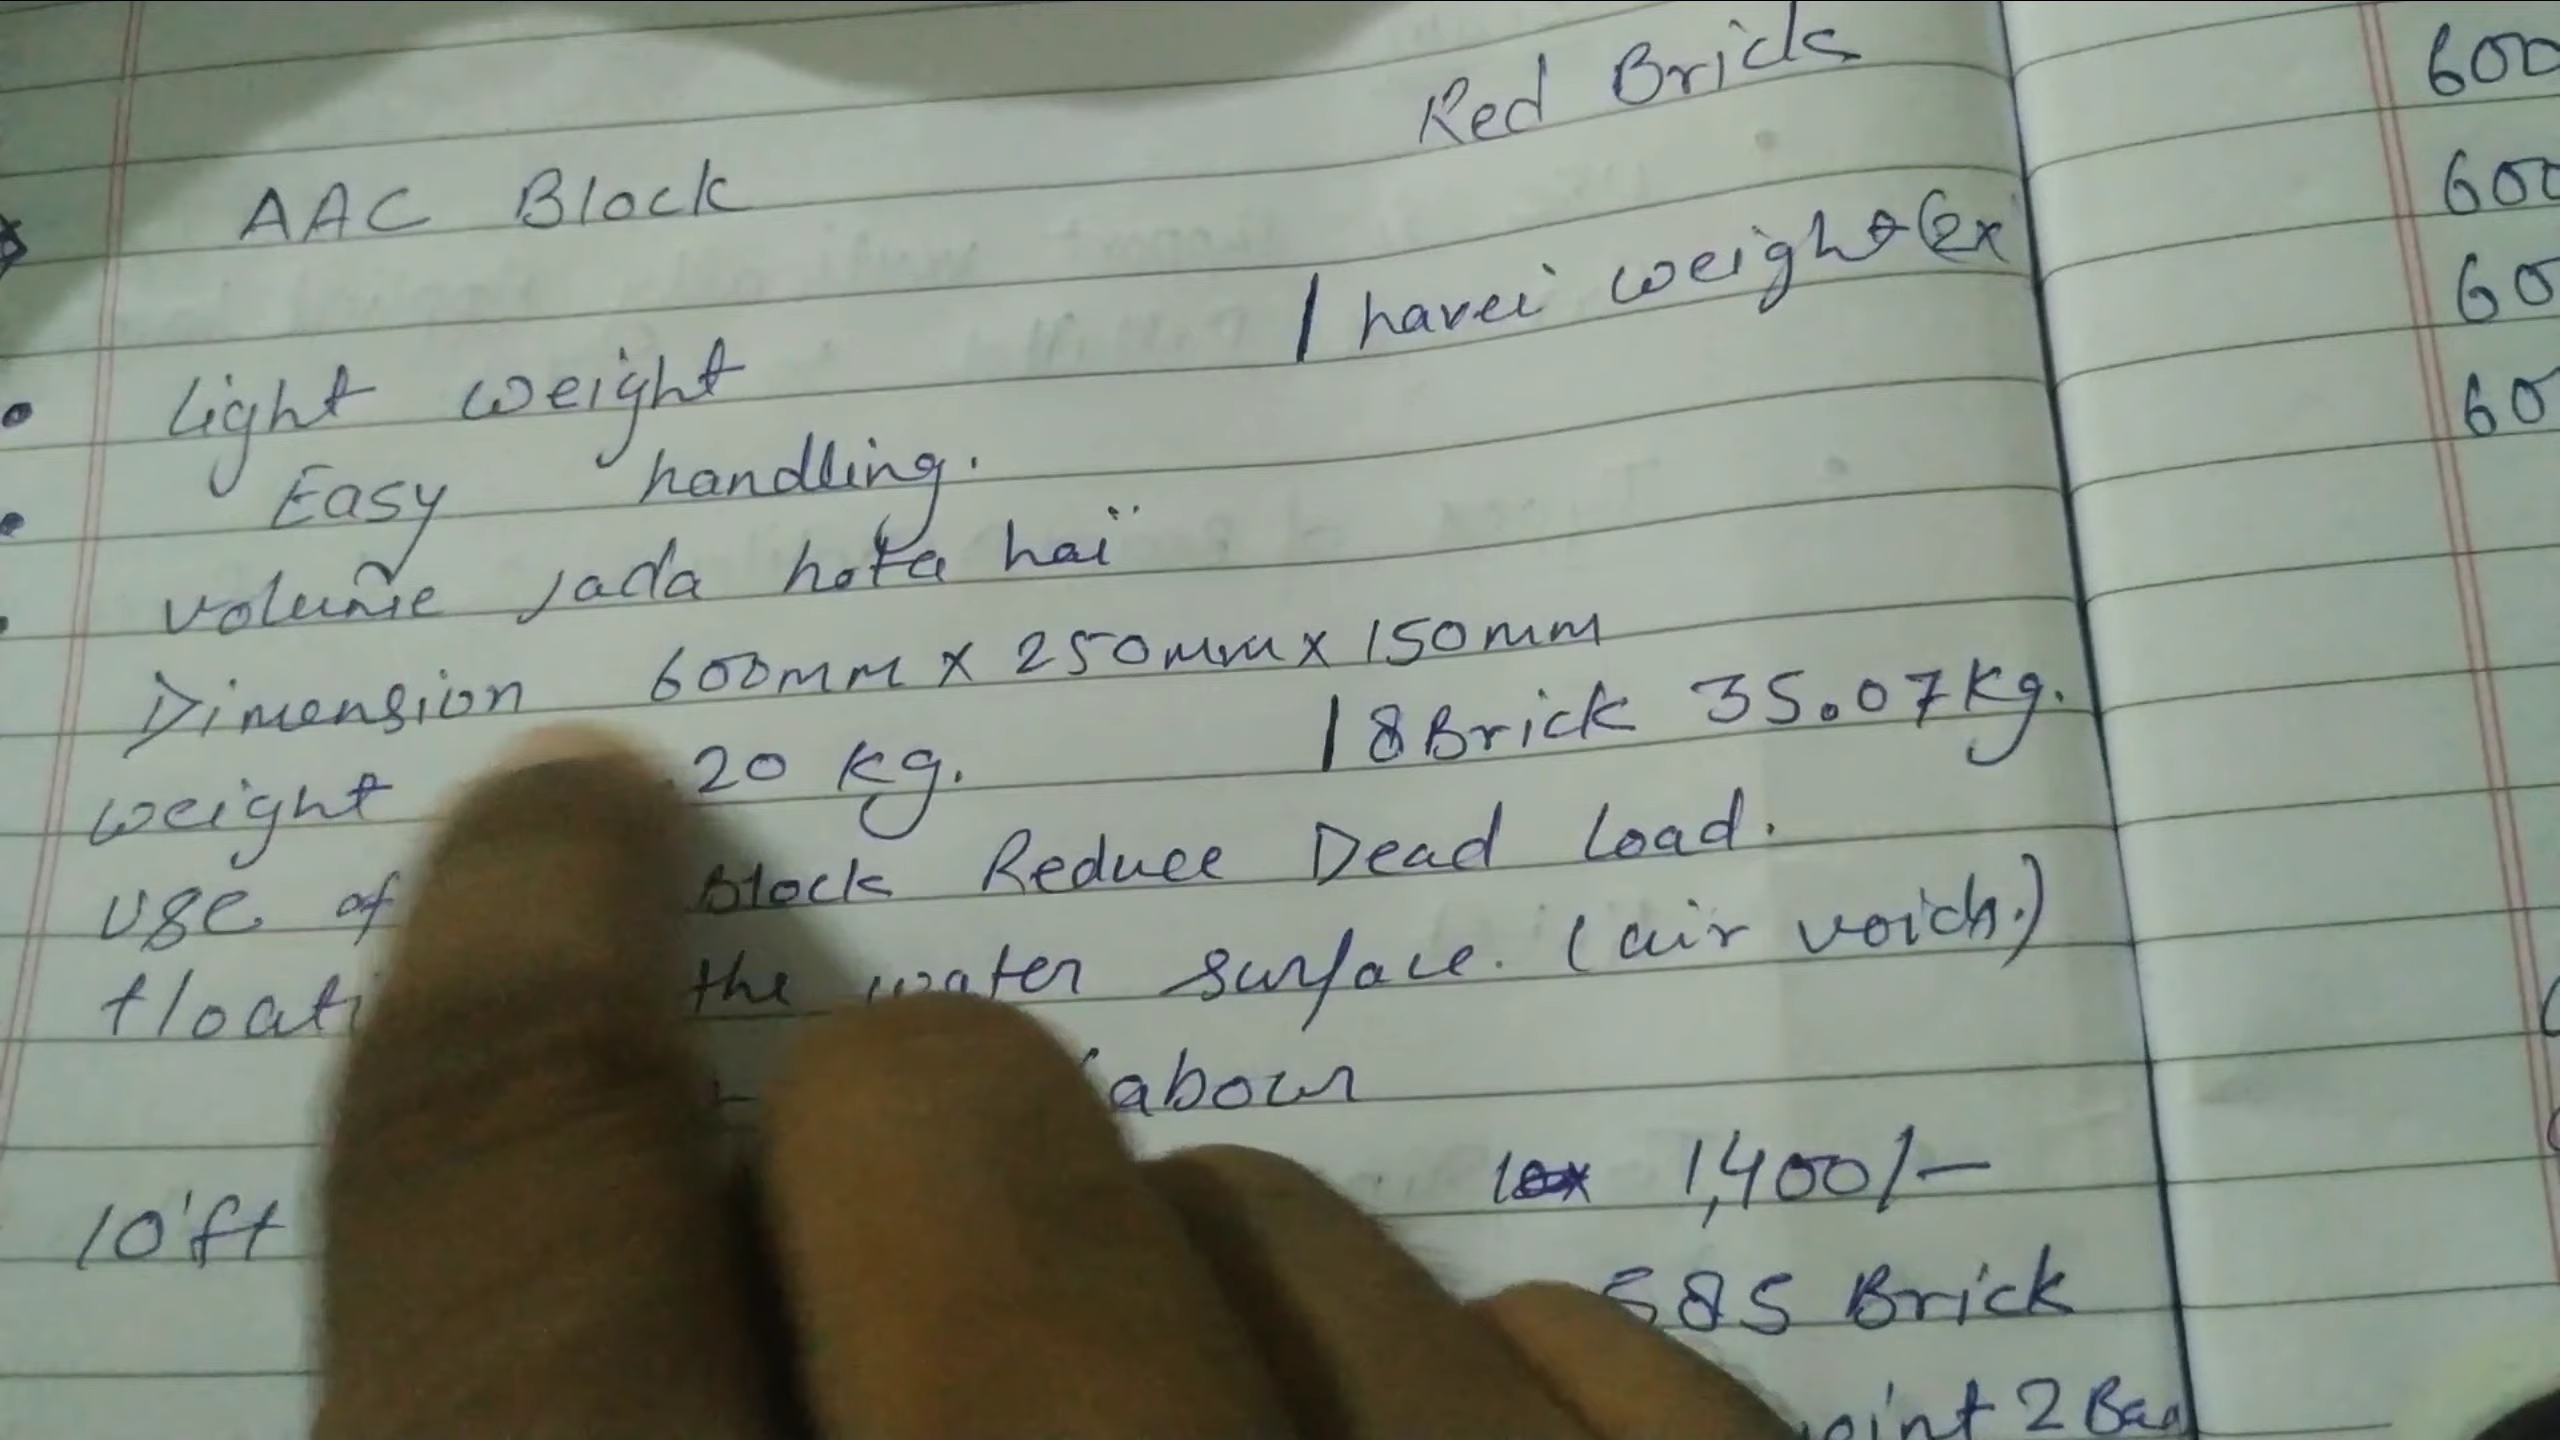 Red Brick
AAC Block
light weight / havei weight (2x
Easy handling.
volume jada hota hai
Dimension 600mm x 250mm x 150mm
weight 20 kg. | 8 Brick 35.07 kg.
use of Block Reduce Dead load.
floati the water surface. (air voids.)
labour
1,400/-
10'ft
585 Brick
oint 2 Bag
600
600
60
60